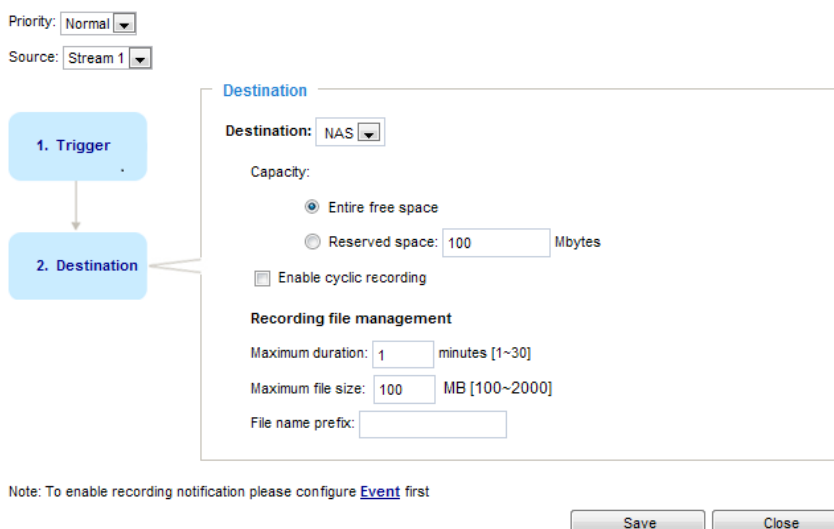 Priority: Normal
Source: Stream 1
Destination
1. Trigger
Destination: NAS
Capacity:
Entire free space
Reserved space: 100 Mbytes
2. Destination
Enable cyclic recording
Recording file management
Maximum duration: 1 minutes [1~30]
Maximum file size: 100 MB [100~2000]
File name prefix:
Note: To enable recording notification please configure Event first
Save Close